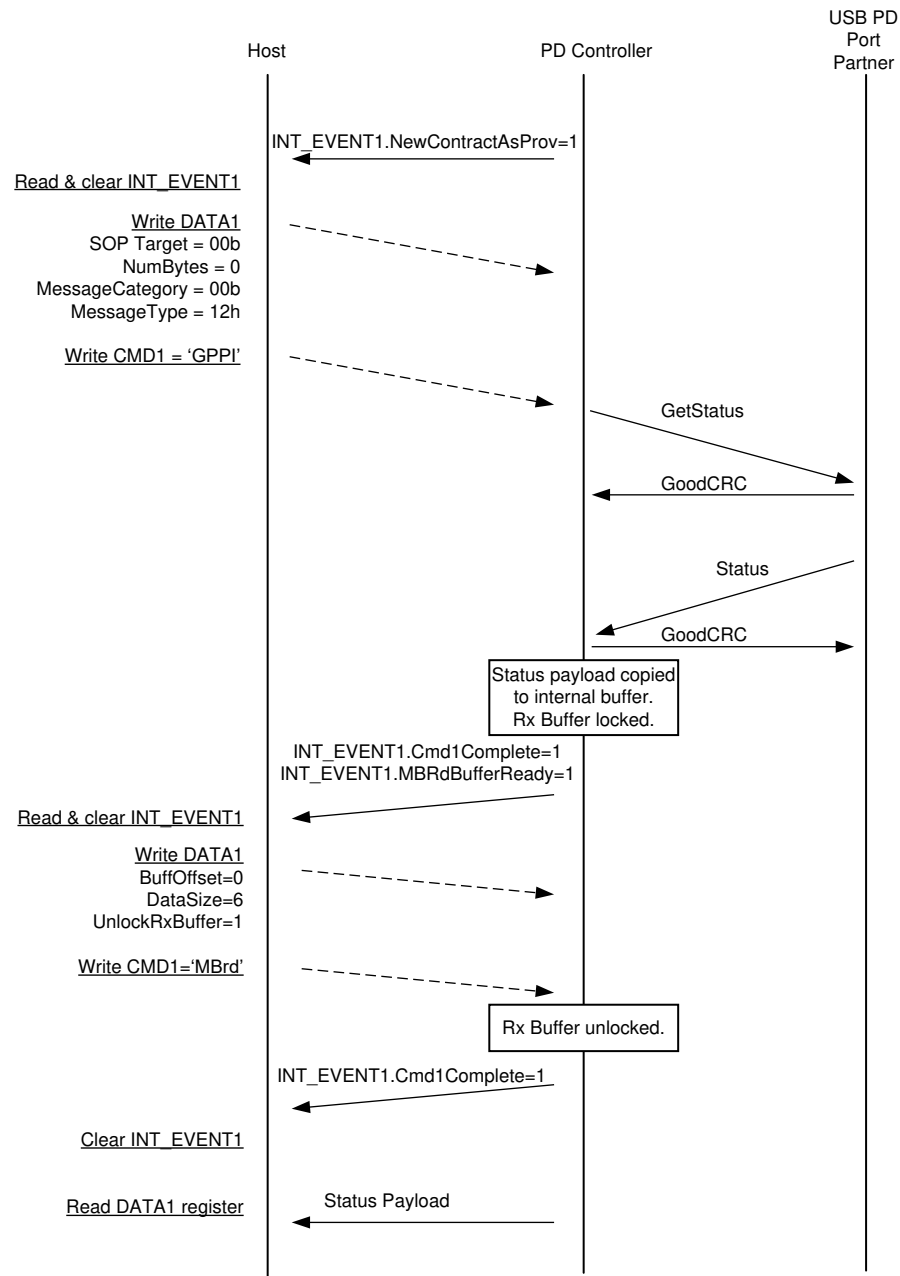 USB PD
Port
Partner
Host
PD Controller
INT_EVENT1.NewContractAsProv=1
Read & clear INT_EVENT1
Write DATA1
SOP Target = 00b
NumBytes = 0
MessageCategory = 00b
MessageType = 12h
Write CMD1 = ‘GPPI’
GetStatus
GoodCRC
Status
GoodCRC
Status payload copied
to internal buffer.
Rx Buffer locked.
INT_EVENT1.Cmd1Complete=1
INT_EVENT1.MBRdBufferReady=1
Read & clear INT_EVENT1
Write DATA1
BuffOffset=0
DataSize=6
UnlockRxBuffer=1
Write CMD1=‘MBrd’
Rx Buffer unlocked.
INT_EVENT1.Cmd1Complete=1
Clear INT_EVENT1
Read DATA1 register
Status Payload